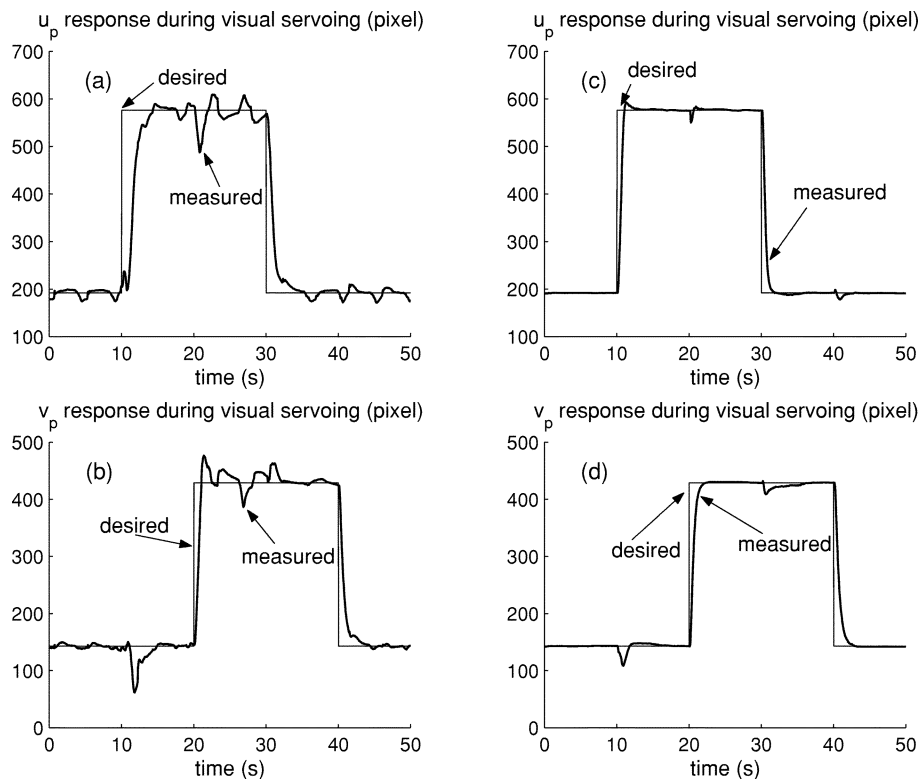 u_p response during visual servoing (pixel)
700
600
500
400
300
200
100
(a)
desired
measured
0 10 20 30 40 50
time (s)
u_p response during visual servoing (pixel)
700
600
500
400
300
200
100
(c)
desired
measured
0 10 20 30 40 50
time (s)
v_p response during visual servoing (pixel)
500
400
300
200
100
0
(b)
desired
measured
0 10 20 30 40 50
time (s)
v_p response during visual servoing (pixel)
500
400
300
200
100
0
(d)
desired
measured
0 10 20 30 40 50
time (s)